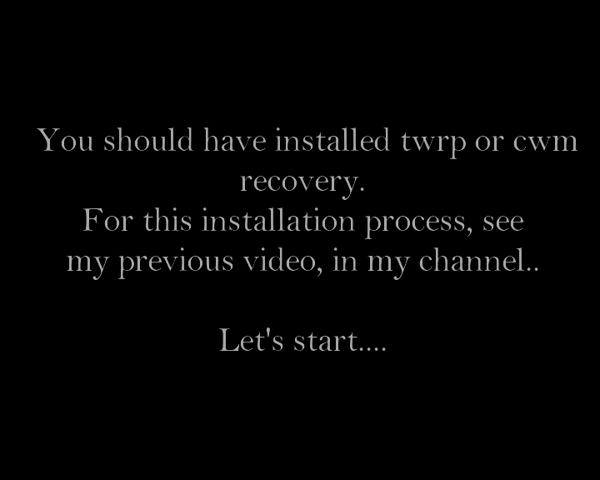 You should have installed twrp or cwm
recovery.
For this installation process, see
my previous video, in my channel..
Let's start....